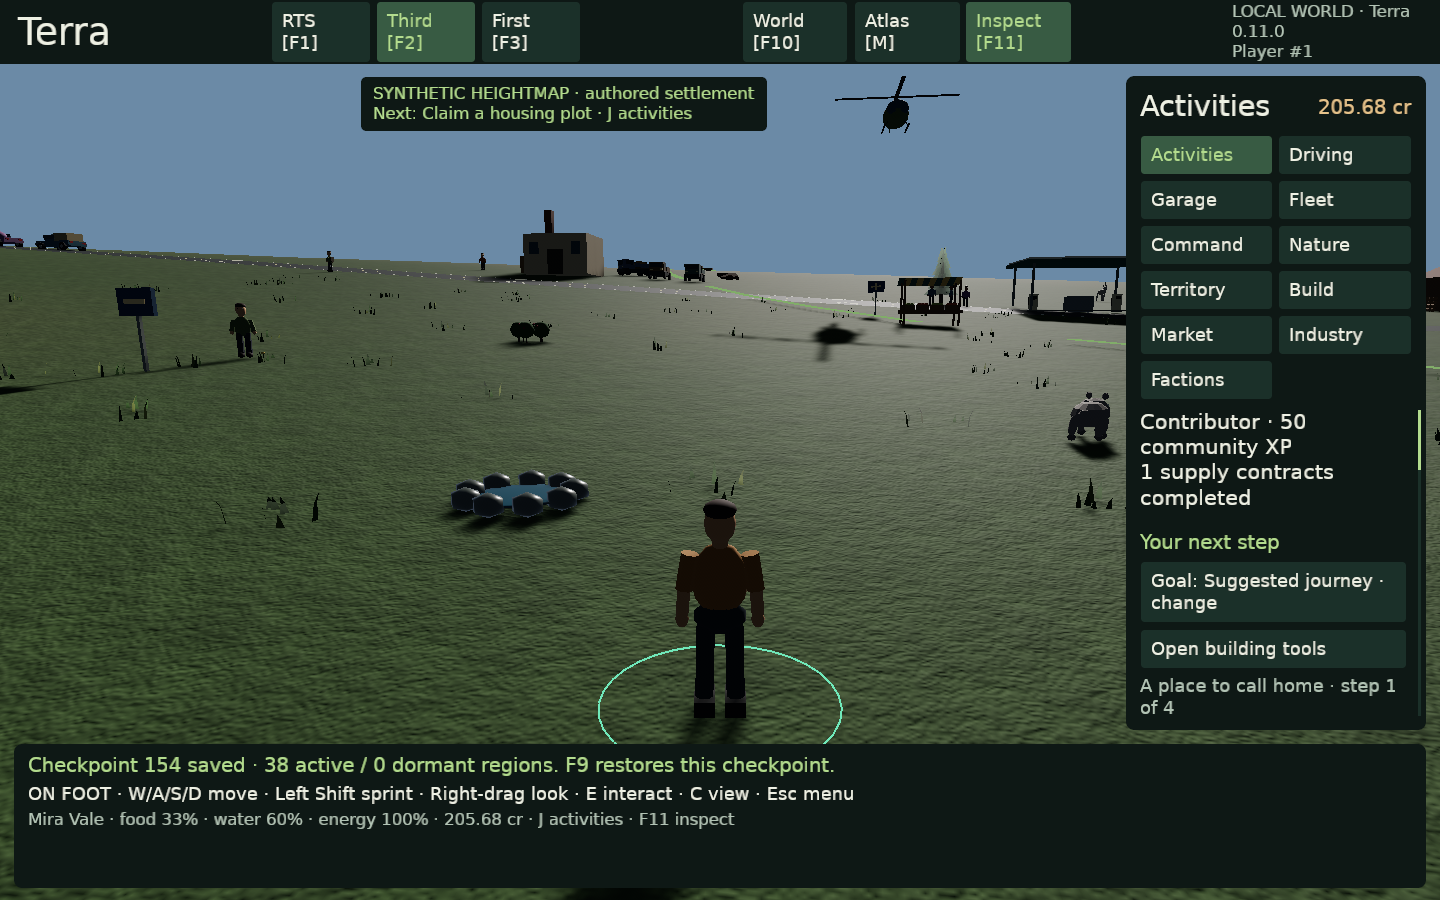 Terra
RTS
[F1]
Third
[F2]
First
[F3]
World
[F10]
Atlas
[M]
Inspect
[F11]
LOCAL WORLD · Terra
0.11.0
Player #1
SYNTHETIC HEIGHTMAP · authored settlement
Next: Claim a housing plot · J activities
Activities
205.68 cr
Activities
Driving
Garage
Fleet
Command
Nature
Territory
Build
Market
Industry
Factions
Contributor · 50
community XP
1 supply contracts
completed
Your next step
Goal: Suggested journey ·
change
Open building tools
A place to call home · step 1
of 4
Checkpoint 154 saved · 38 active / 0 dormant regions. F9 restores this checkpoint.
ON FOOT · W/A/S/D move · Left Shift sprint · Right-drag look · E interact · C view · Esc menu
Mira Vale · food 33% · water 60% · energy 100% · 205.68 cr · J activities · F11 inspect